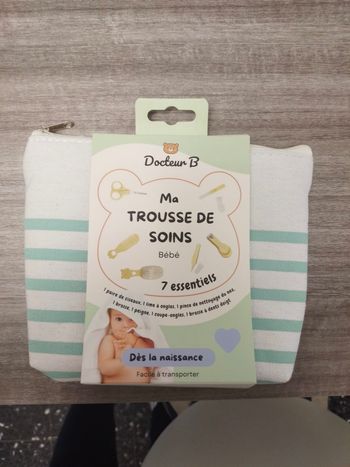 Docteur B
Ma
TROUSSE DE
SOINS
Bébé
7 essentiels
1 paire de ciseaux, 1 lime à ongles, 1 pince de nettoyage du nez,
1 brosse, 1 peigne, 1 coupe-ongles, 1 brosse à dents doigt
Dès la naissance
Facile à transporter